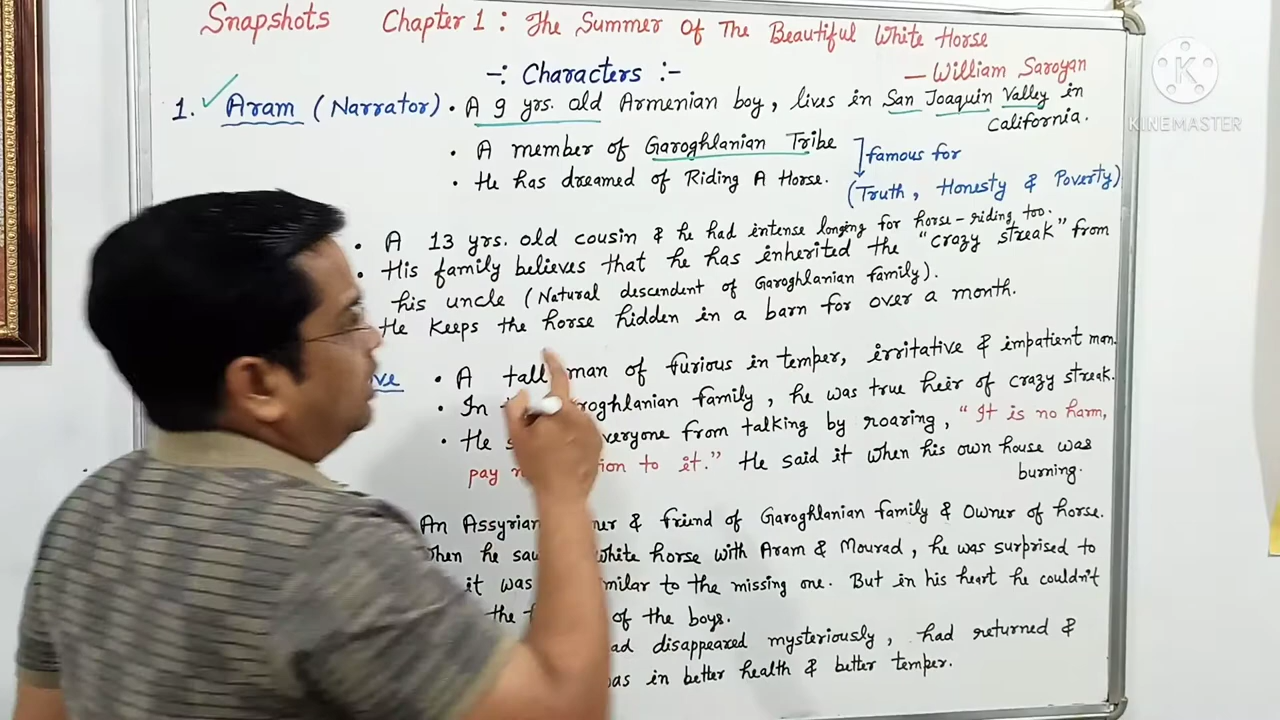 Snapshots Chapter 1 : The Summer Of The Beautiful White Horse
-: Characters :- — William Saroyan
1. Aram (Narrator) • A 9 yrs. old Armenian boy, lives in San Joaquin Valley in
California.
• A member of Garoghlanian Tribe
famous for
• He has dreamed of Riding A Horse.
(Truth, Honesty & Poverty)
• A 13 yrs. old cousin & he had intense longing for horse-riding too.
• His family believes that he has inherited the "crazy streak" from
his uncle (Natural descendent of Garoghlanian family).
He keeps the horse hidden in a barn for over a month.
• A tall man of furious in temper, irritative & impatient man.
• In family, he was true heir of crazy streak.
• He from talking by roaring, "It is no harm,
pay to it." He said it when his own house was
burning.
An Assyrian & friend of Garoghlanian family & Owner of horse.
When he white horse with Aram & Mourad, he was surprised to
it was to the missing one. But in his heart he couldn't
the of the boys.
disappeared mysteriously, had returned &
was in better health & better temper.
KINEMASTER